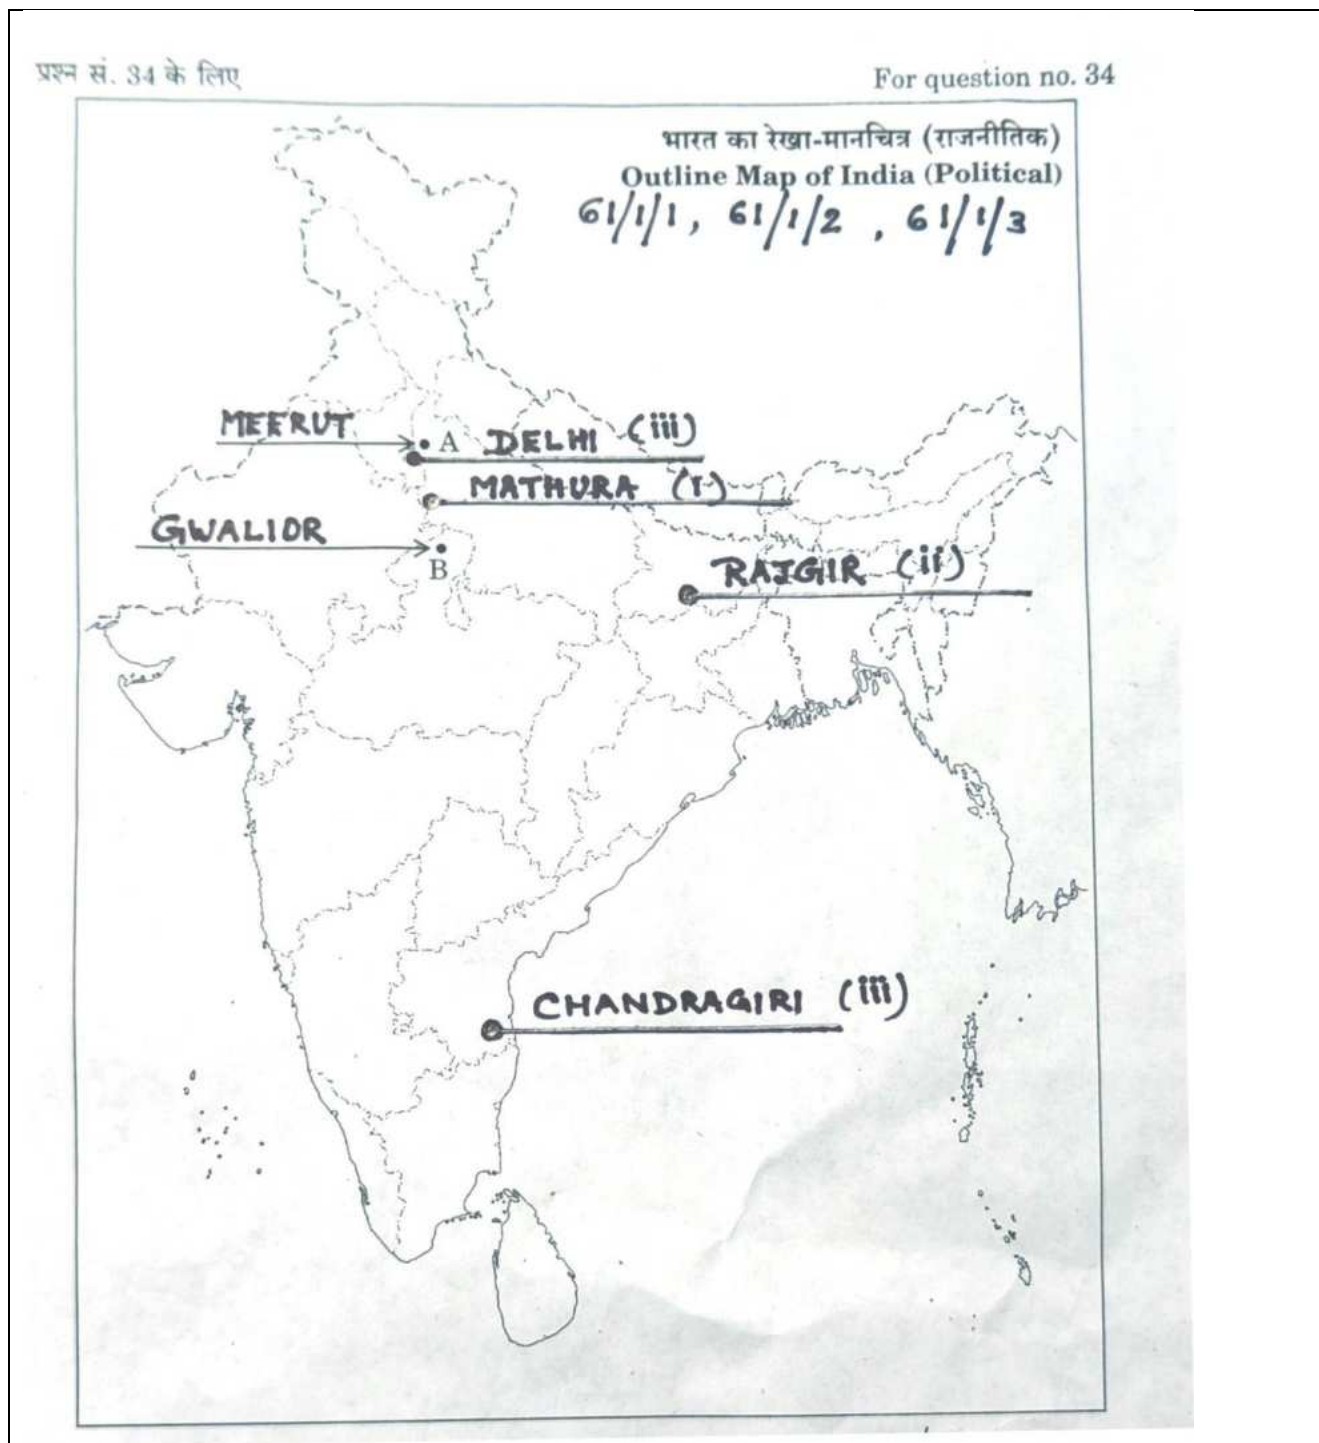 प्रश्न सं. 34 के लिए
For question no. 34
भारत का रेखा-मानचित्र (राजनीतिक)
Outline Map of India (Political)
61/1/1, 61/1/2, 61/1/3
MEERUT
A
DELHI (iii)
MATHURA (I)
GWALIOR
B
RAJGIR (ii)
CHANDRAGIRI (iii)